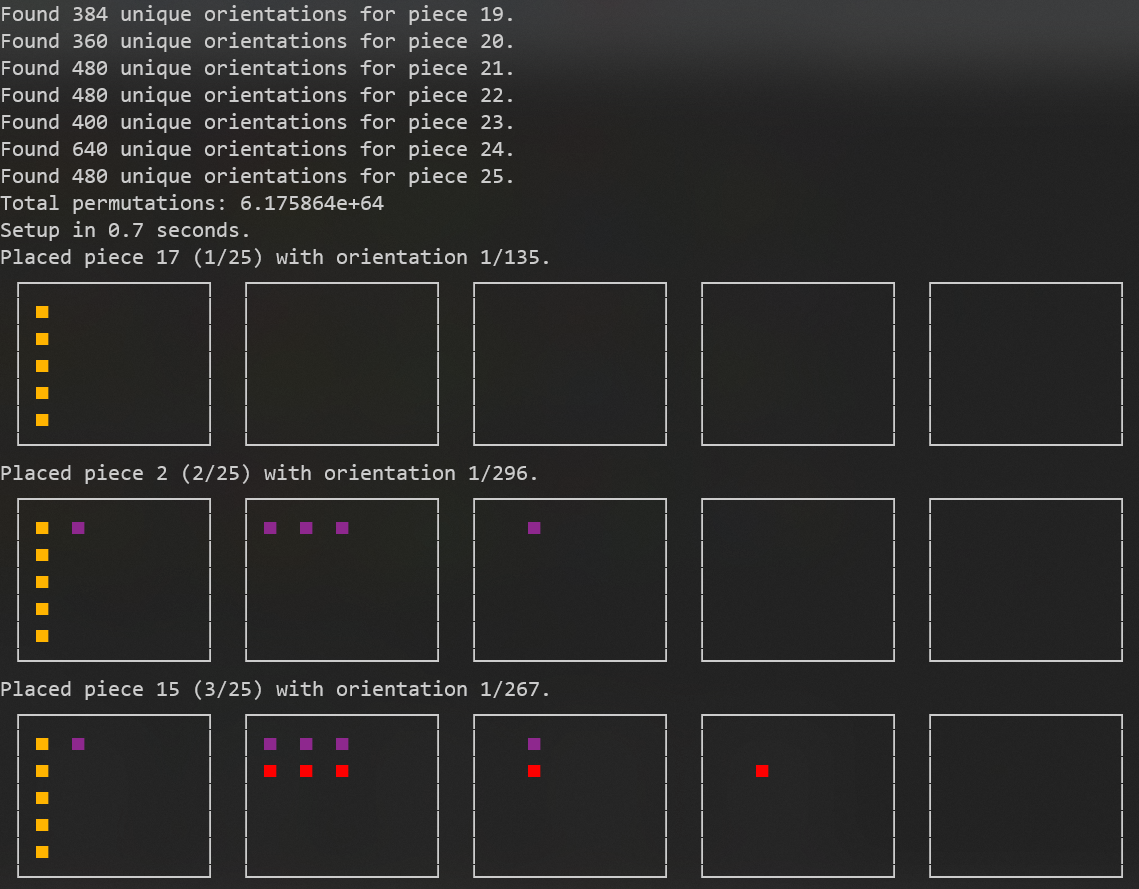 Found 384 unique orientations for piece 19.
Found 360 unique orientations for piece 20.
Found 480 unique orientations for piece 21.
Found 480 unique orientations for piece 22.
Found 400 unique orientations for piece 23.
Found 640 unique orientations for piece 24.
Found 480 unique orientations for piece 25.
Total permutations: 6.175864e+64
Setup in 0.7 seconds.
Placed piece 17 (1/25) with orientation 1/135.
Placed piece 2 (2/25) with orientation 1/296.
Placed piece 15 (3/25) with orientation 1/267.